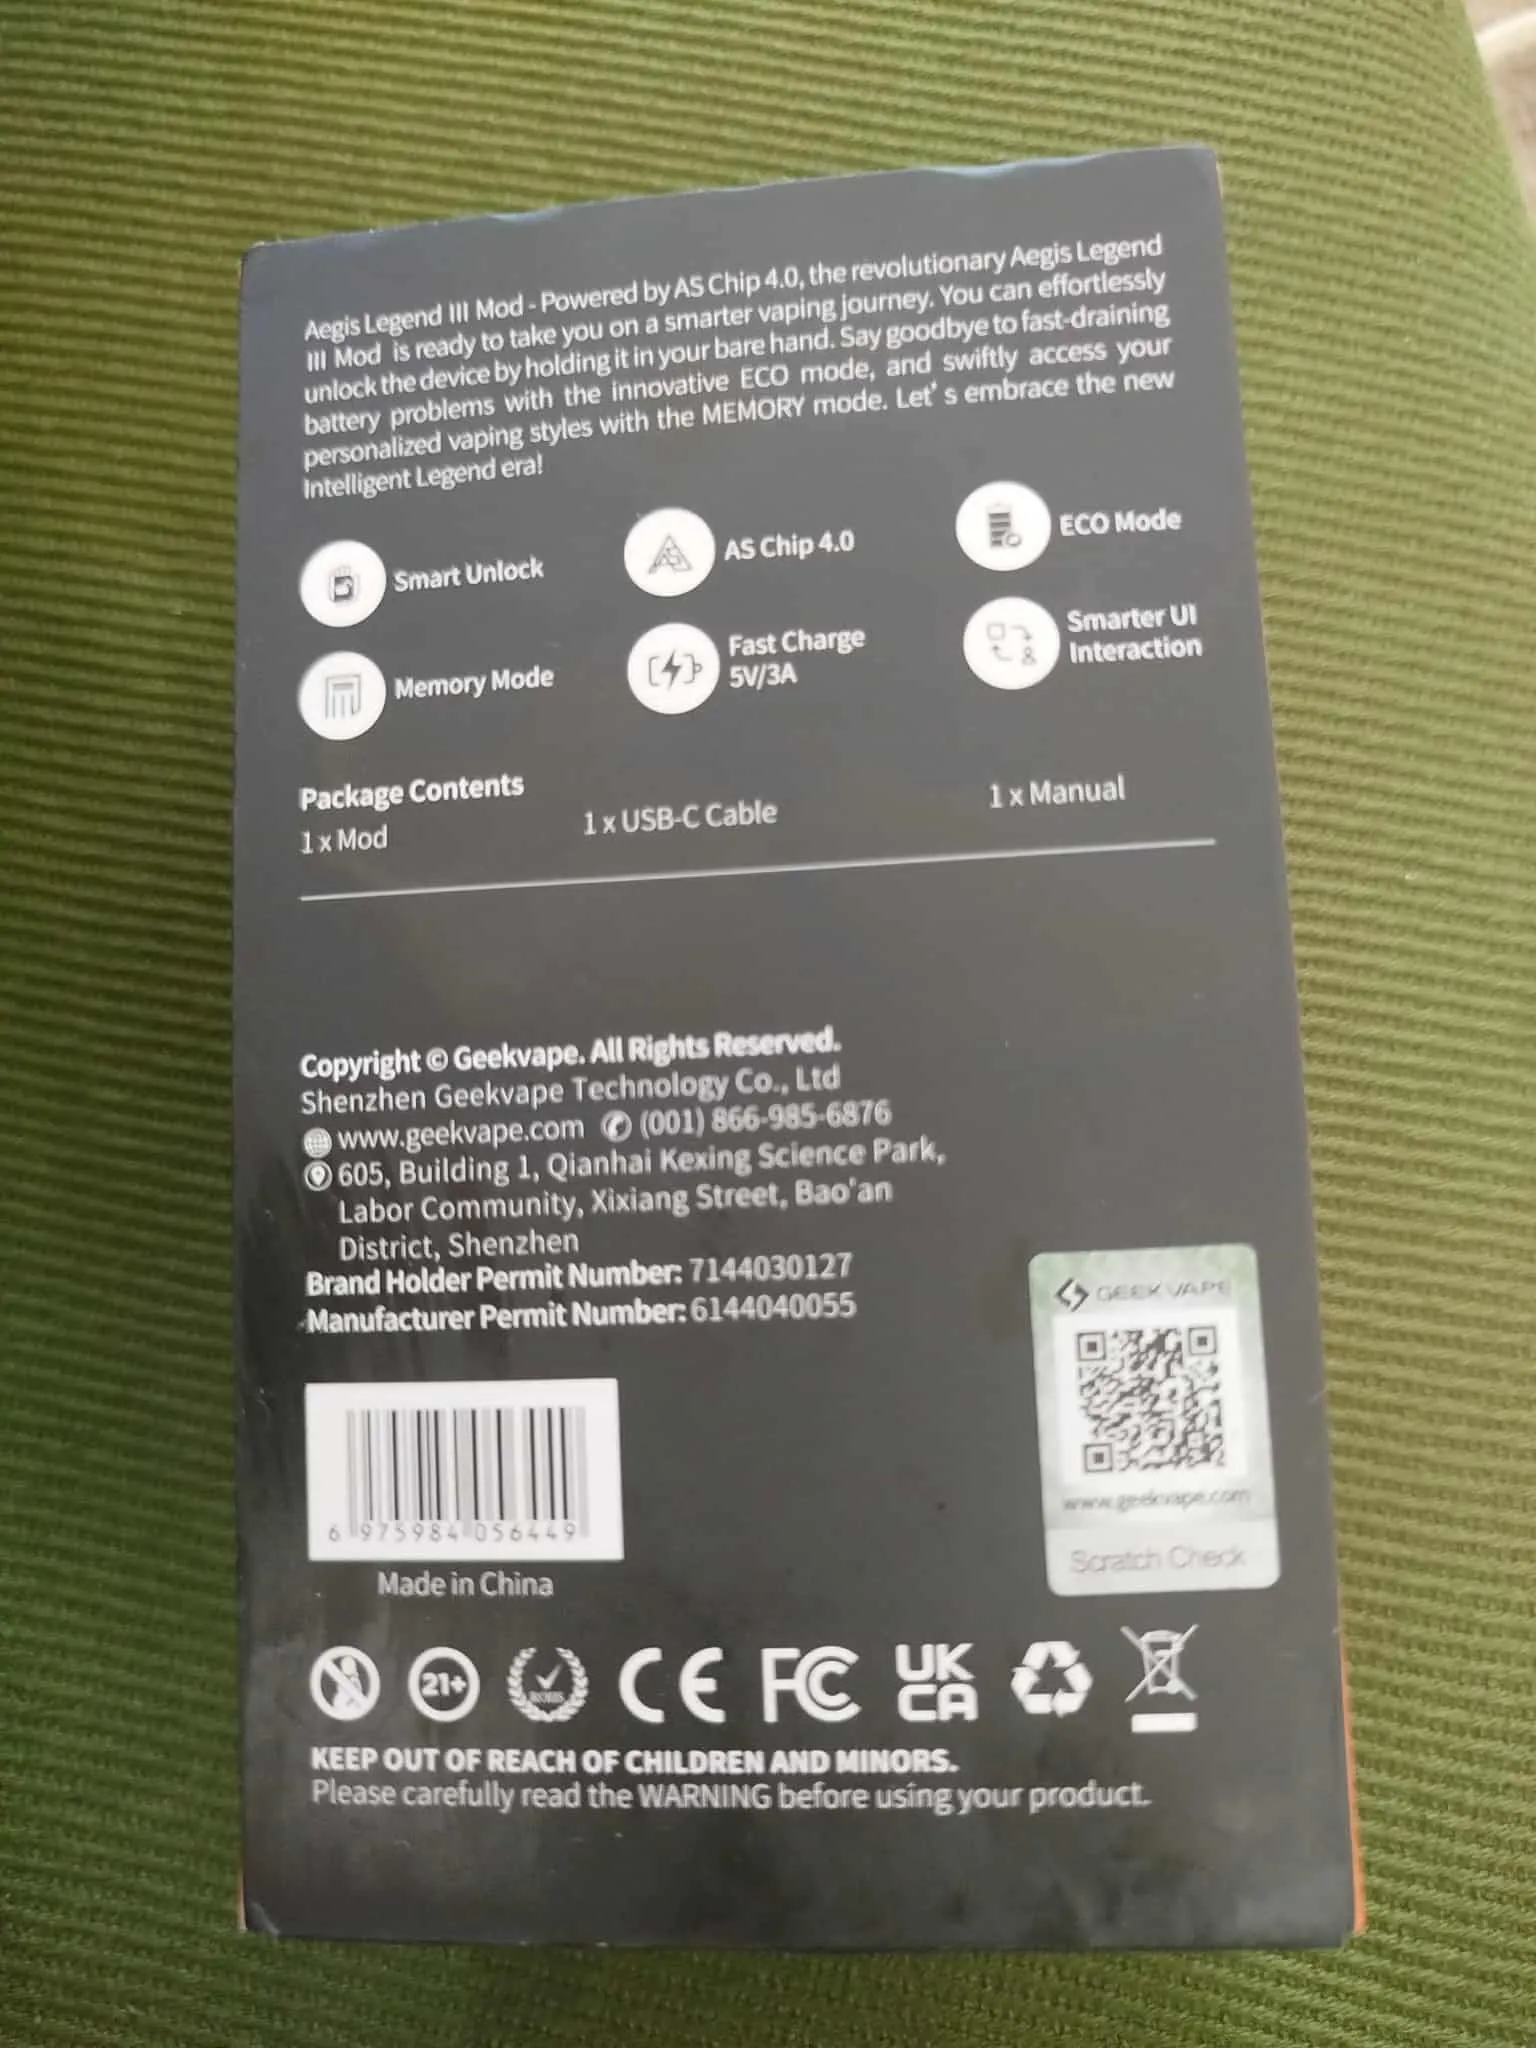 Aegis Legend III Mod - Powered by AS Chip 4.0, the revolutionary Aegis Legend
III Mod is ready to take you on a smarter vaping journey. You can effortlessly
unlock the device by holding it in your bare hand. Say goodbye to fast-draining
battery problems with the innovative ECO mode, and swiftly access your
personalized vaping styles with the MEMORY mode. Let's embrace the new
Intelligent Legend era!
Smart Unlock
AS Chip 4.0
ECO Mode
Memory Mode
Fast Charge
5V/3A
Smarter UI
Interaction
Package Contents
1 x Mod
1 x USB-C Cable
1 x Manual
Copyright © Geekvape. All Rights Reserved.
Shenzhen Geekvape Technology Co., Ltd
www.geekvape.com (001) 866-985-6876
605, Building 1, Qianhai Kexing Science Park,
Labor Community, Xixiang Street, Bao'an
District, Shenzhen
Brand Holder Permit Number: 7144030127
Manufacturer Permit Number: 6144040055
GEEK VAPE
www.geekvape.com
Scratch Check
6 975984 056449
Made in China
21+
ROHS
CE
FC
UK
CA
KEEP OUT OF REACH OF CHILDREN AND MINORS.
Please carefully read the WARNING before using your product.